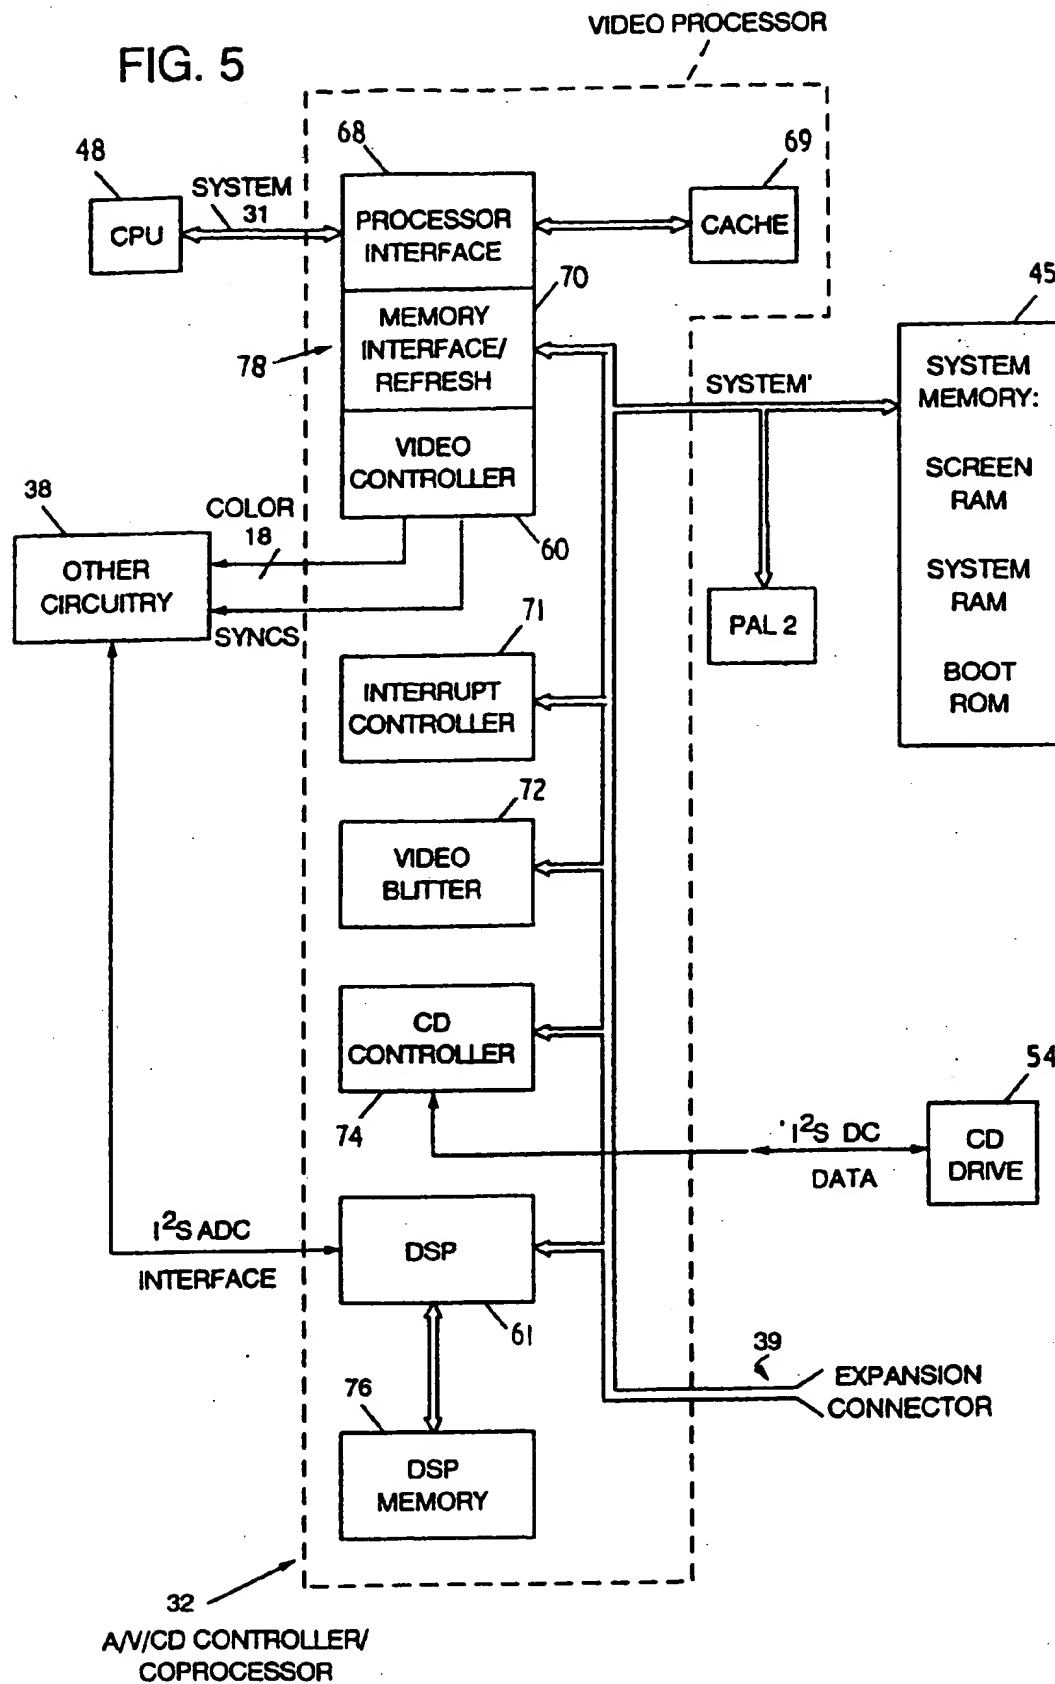 VIDEO PROCESSOR
FIG. 5
48
68
69
SYSTEM
31
CPU
PROCESSOR
INTERFACE
CACHE
70
45
78
MEMORY
INTERFACE/
REFRESH
SYSTEM'
SYSTEM
MEMORY:
SCREEN
RAM
SYSTEM
RAM
BOOT
ROM
VIDEO
CONTROLLER
38
COLOR
18
60
OTHER
CIRCUITRY
SYNCS
PAL 2
71
INTERRUPT
CONTROLLER
72
VIDEO
BLITTER
CD
CONTROLLER
74
54
I²S DC
DATA
CD
DRIVE
I²S ADC
INTERFACE
DSP
61
39
EXPANSION
CONNECTOR
76
DSP
MEMORY
32
A/V/CD CONTROLLER/
COPROCESSOR